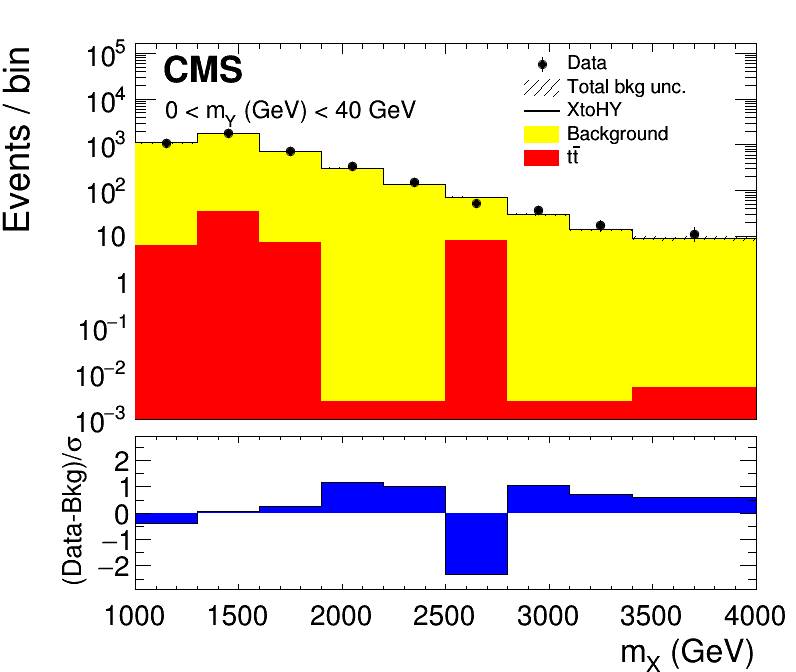 Events / bin
10^5
10^4
10^3
10^2
10
1
10^−1
10^−2
10^−3
CMS
0 < m_Y (GeV) < 40 GeV
Data
Total bkg unc.
XtoHY
Background
tt̄
(Data-Bkg)/σ
2
1
0
−1
−2
1000 1500 2000 2500 3000 3500 4000
m_X (GeV)